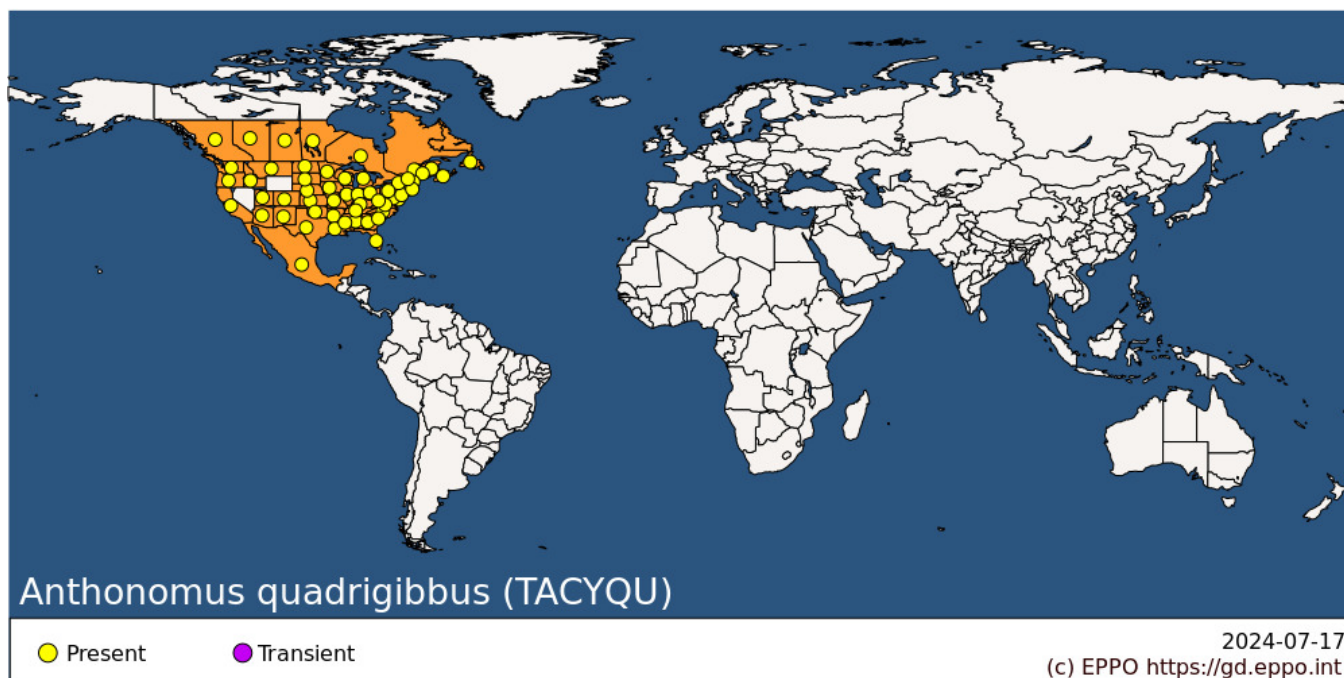 Anthonomus quadrigibbus (TACYQU)
Present
Transient
2024-07-17
(c) EPPO https://gd.eppo.int